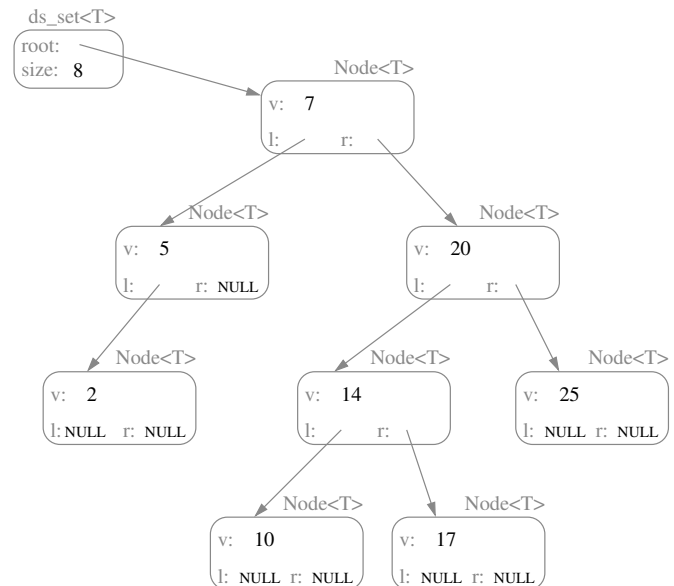 ds_set<T>
root:
size: 8
Node<T>
v: 7
l: r:
Node<T>
v: 5
l: r: NULL
Node<T>
v: 20
l: r:
Node<T>
v: 2
l: NULL r: NULL
Node<T>
v: 14
l: r:
Node<T>
v: 25
l: NULL r: NULL
Node<T>
v: 10
l: NULL r: NULL
Node<T>
v: 17
l: NULL r: NULL